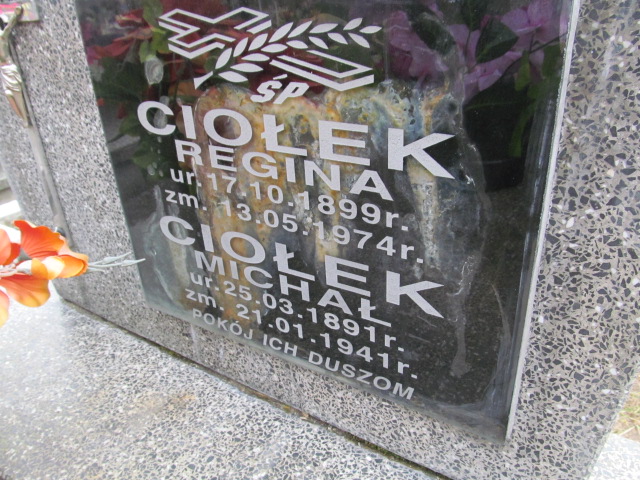 ŚP
CIOŁEK
REGINA
ur.17.10.1899r.
zm. 13.05.1974r.
CIOŁEK
MICHAŁ
ur.25.03.1891r.
zm. 21.01.1941r.
POKÓJ ICH DUSZOM